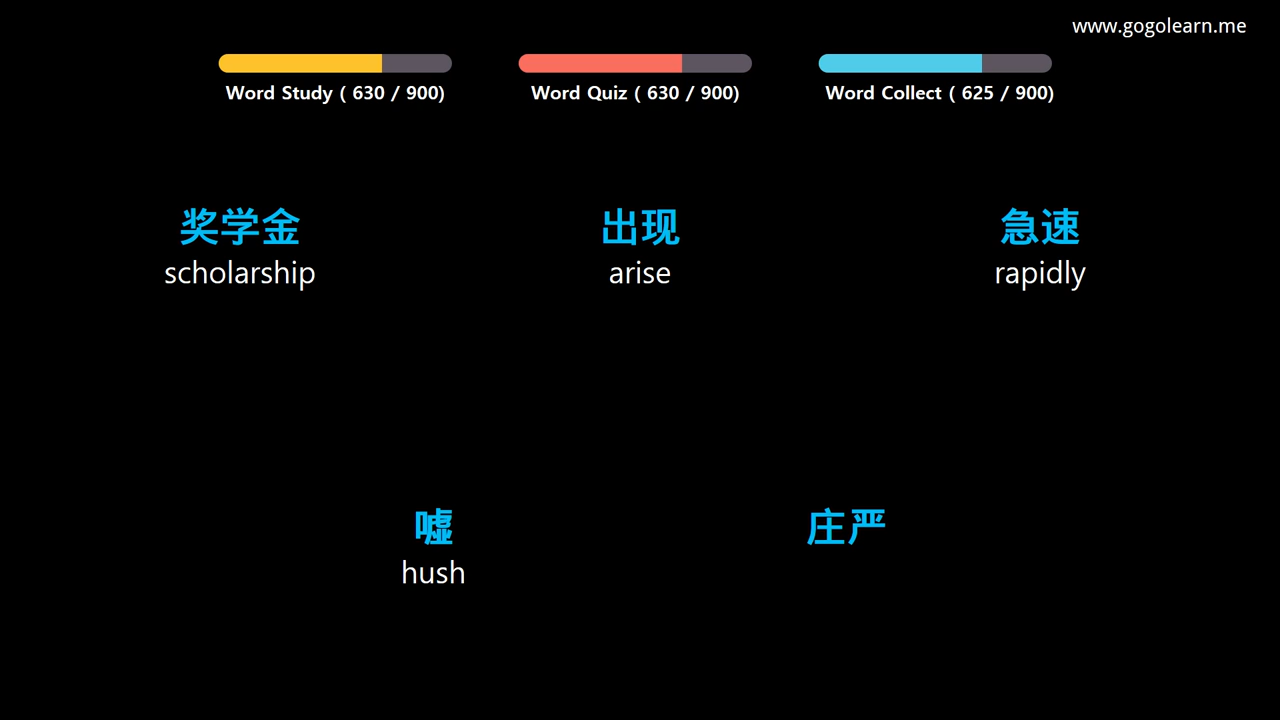 www.gogolearn.me
Word Study ( 630 / 900)
Word Quiz ( 630 / 900)
Word Collect ( 625 / 900)
奖学金
scholarship
出现
arise
急速
rapidly
嘘
hush
庄严